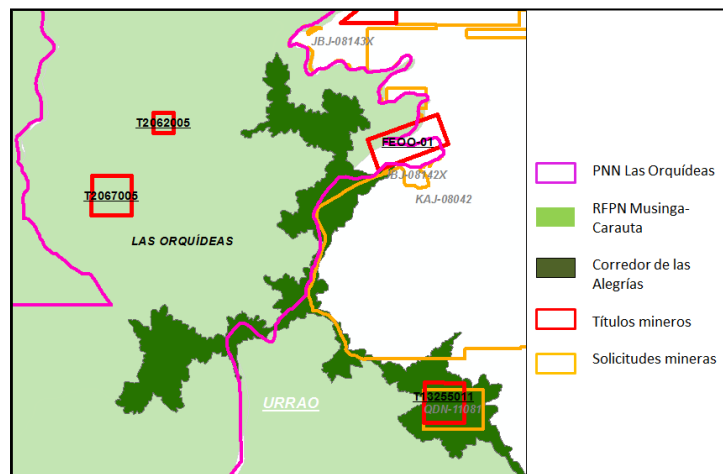 JBJ-08143X
T2062005
FEOO-01
JBJ-08142X
T2067005
KAJ-08042
LAS ORQUÍDEAS
T13255011
QDN-11081
URRAO
PNN Las Orquídeas
RFPN Musinga-
Carauta
Corredor de las
Alegrías
Títulos mineros
Solicitudes mineras